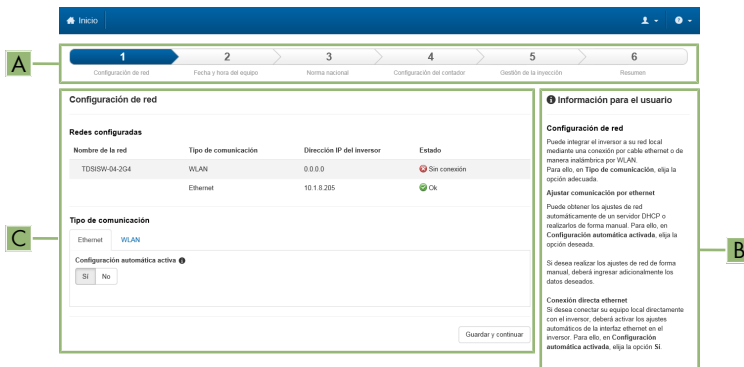 Inicio
A
1 2 3 4 5 6
Configuración de red Fecha y hora del equipo Norma nacional Configuración del contador Gestión de la inyección Resumen
C
Configuración de red
Redes configuradas
Nombre de la red Tipo de comunicación Dirección IP del inversor Estado
TDSISW-04-2G4 WLAN 0.0.0.0 Sin conexión
Ethernet 10.1.8.205 Ok
Tipo de comunicación
Ethernet WLAN
Configuración automática activa
Sí No
Guardar y continuar
B
Información para el usuario
Configuración de red
Puede integrar el inversor a su red local
mediante una conexión por cable ethernet o de
manera inalámbrica por WLAN.
Para ello, en Tipo de comunicación, elija la
opción adecuada.
Ajustar comunicación por ethernet
Puede obtener los ajustes de red
automáticamente de un servidor DHCP o
realizarlos de forma manual. Para ello, en
Configuración automática activada, elija la
opción deseada.
Si desea realizar los ajustes de red de forma
manual, deberá ingresar adicionalmente los
datos deseados.
Conexión directa ethernet
Si desea conectar su equipo local directamente
con el inversor, deberá activar los ajustes
automáticos de la interfaz ethernet en el
inversor. Para ello, en Configuración
automática activada, elija la opción Sí.